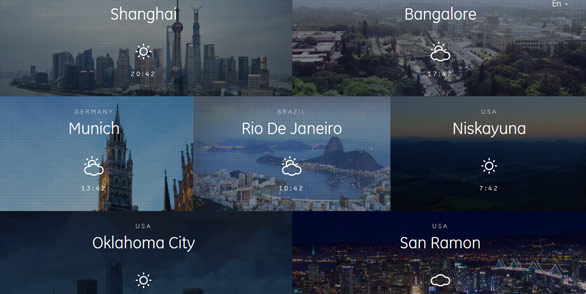 En
Shanghai
20:42
Bangalore
17:42
GERMANY
Munich
13:42
BRAZIL
Rio De Janeiro
10:42
USA
Niskayuna
7:42
USA
Oklahoma City
USA
San Ramon